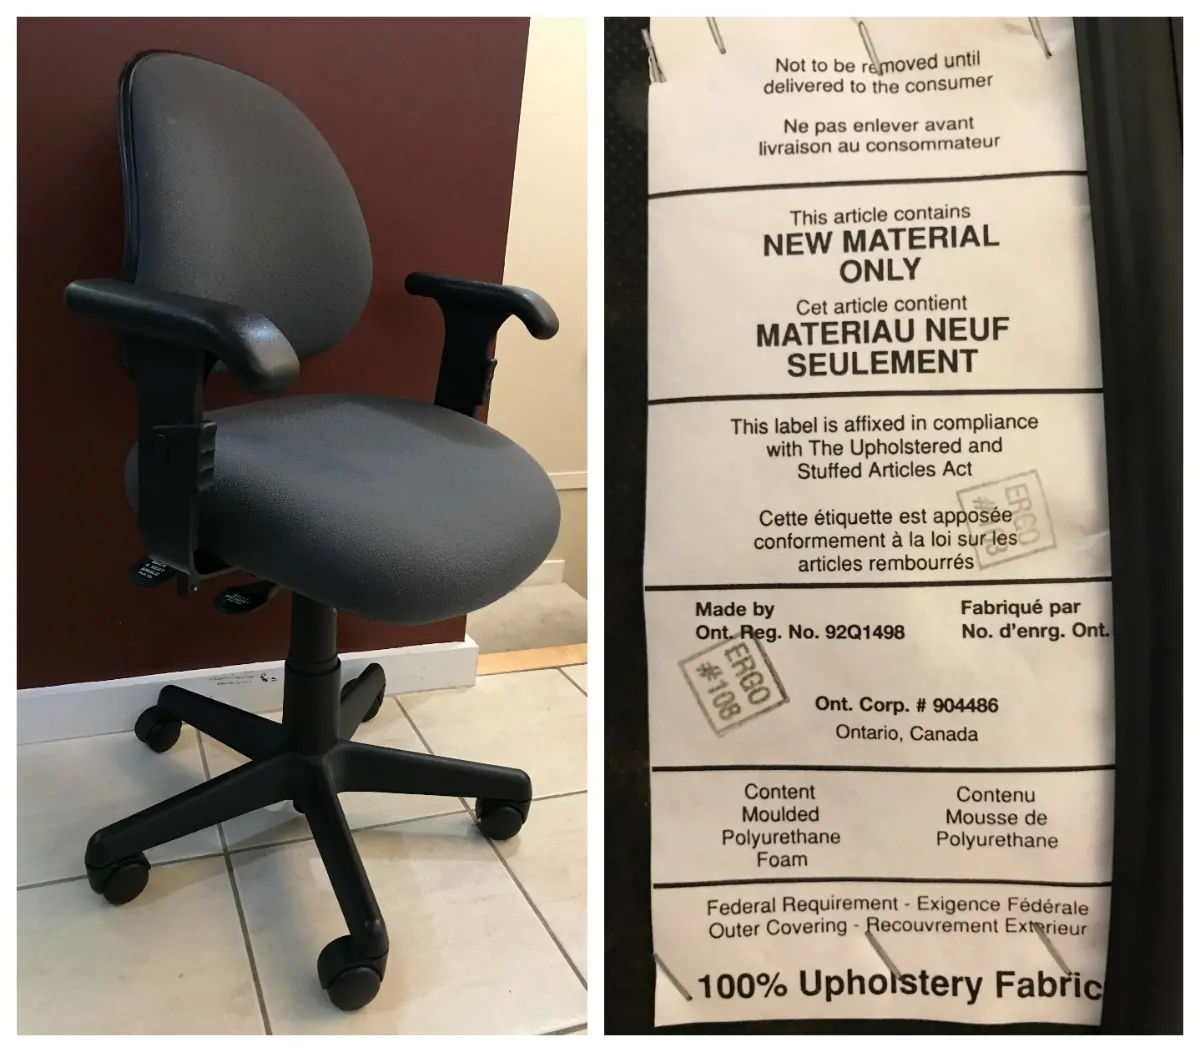 BACK
& SEAT
ANGLE
Not to be removed until
delivered to the consumer
Ne pas enlever avant
livraison au consommateur
This article contains
NEW MATERIAL
ONLY
Cet article contient
MATERIAU NEUF
SEULEMENT
This label is affixed in compliance
with The Upholstered and
Stuffed Articles Act
ERGO
Cette étiquette est apposée
conformement à la loi sur les
articles rembourrés
Made by
Ont. Reg. No. 92Q1498
Fabriqué par
No. d'enrg. Ont.
ERGO
#108
Ont. Corp. # 904486
Ontario, Canada
Content
Moulded
Polyurethane
Foam
Contenu
Mousse de
Polyurethane
Federal Requirement - Exigence Fédérale
Outer Covering - Recouvrement Exterieur
100% Upholstery Fabric